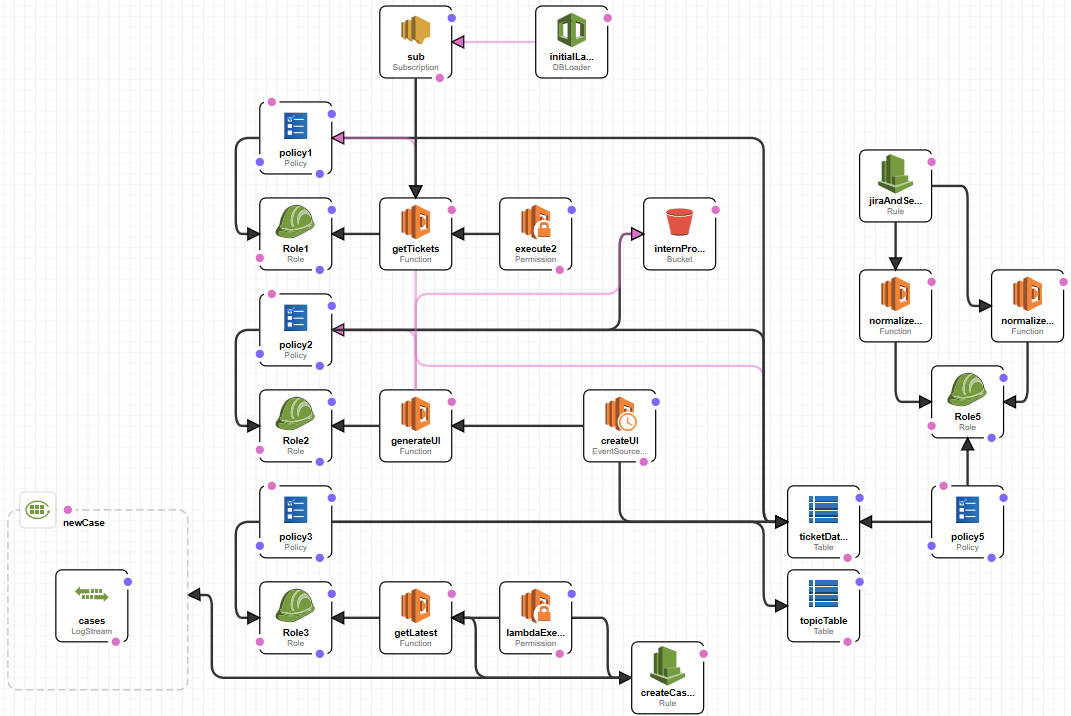 sub
Subscription
initialLa...
DBLoader
policy1
Policy
jiraAndSe...
Rule
Role1
Role
getTickets
Function
execute2
Permission
internPro...
Bucket
normalize...
Function
normalize...
Function
policy2
Policy
Role2
Role
generateUI
Function
createUI
EventSource...
Role5
Role
newCase
policy3
Policy
ticketDat...
Table
policy5
Policy
cases
LogStream
Role3
Role
getLatest
Function
lambdaExe...
Permission
topicTable
Table
createCas...
Rule